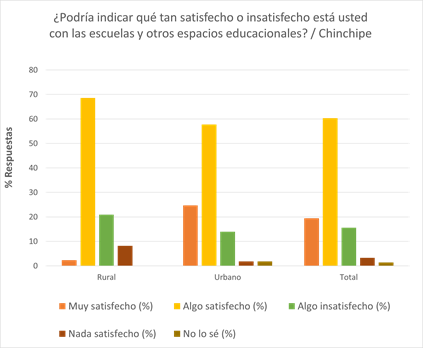 ¿Podría indicar qué tan satisfecho o insatisfecho está usted
con las escuelas y otros espacios educacionales? / Chinchipe
% Respuestas
80
70
60
50
40
30
20
10
0
Rural Urbano Total
Muy satisfecho (%) Algo satisfecho (%) Algo insatisfecho (%)
Nada satisfecho (%) No lo sé (%)